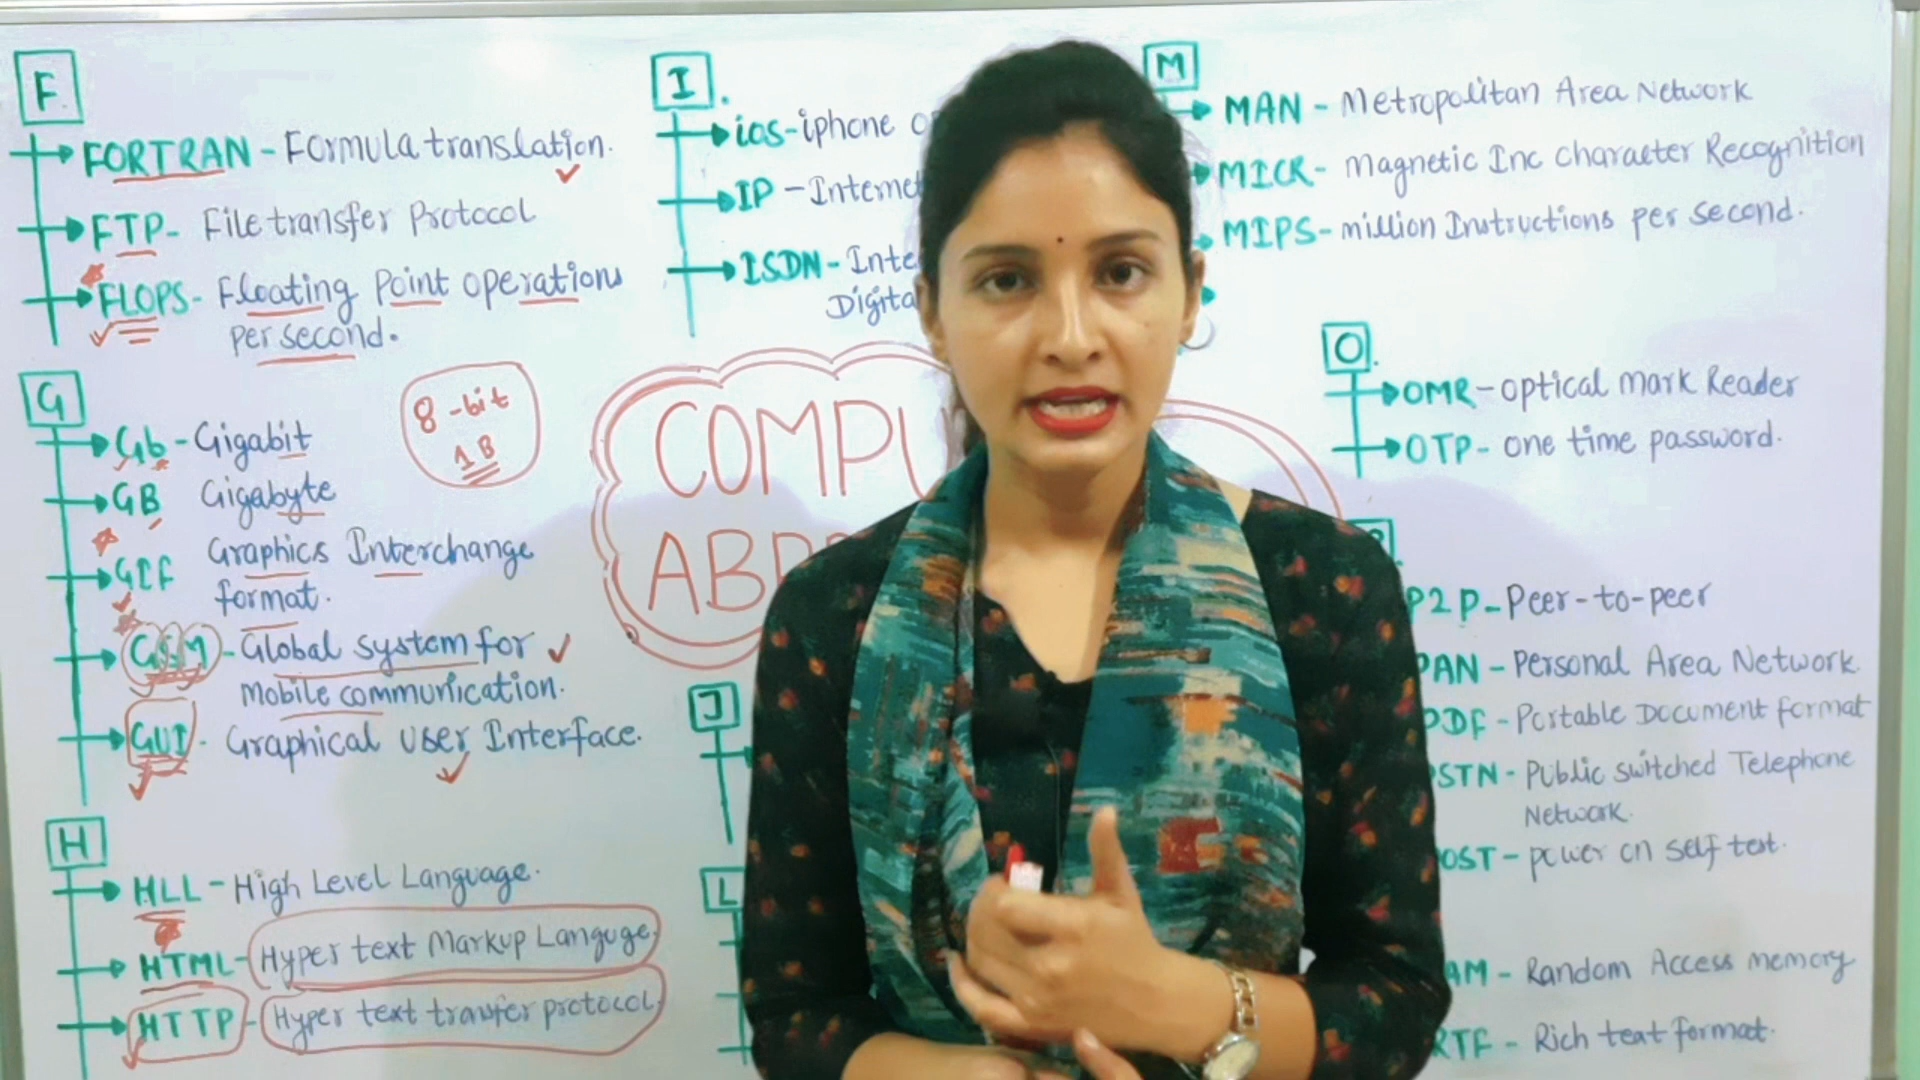 F
FORTRAN - Formula translation.
FTP - File transfer Protocol
FLOPS - Floating Point operations
per second.
G
Gb - Gigabit
GB Gigabyte
8-bit
1B
GIF Graphics Interchange
format.
GSM - Global system for
mobile communication.
GUI - Graphical user Interface.
H
HLL - High Level Language.
HTML - Hyper text Markup Languge.
HTTP - Hyper text transfer protocol.
I.
ios - iphone
IP - Internet
ISDN - Inte
Digita
COMPU
AB
J
L
M
MAN - Metropolitan Area Network
MICR - Magnetic Inc Character Recognition
MIPS - million Instructions per second.
O.
OMR - optical mark Reader
OTP - one time password.
P2P - Peer-to-peer
PAN - Personal Area Network
PDF - Portable Document format
STN - Public switched Telephone
Network.
OST - power on self test.
AM - Random Access memory
RTF - Rich text format.